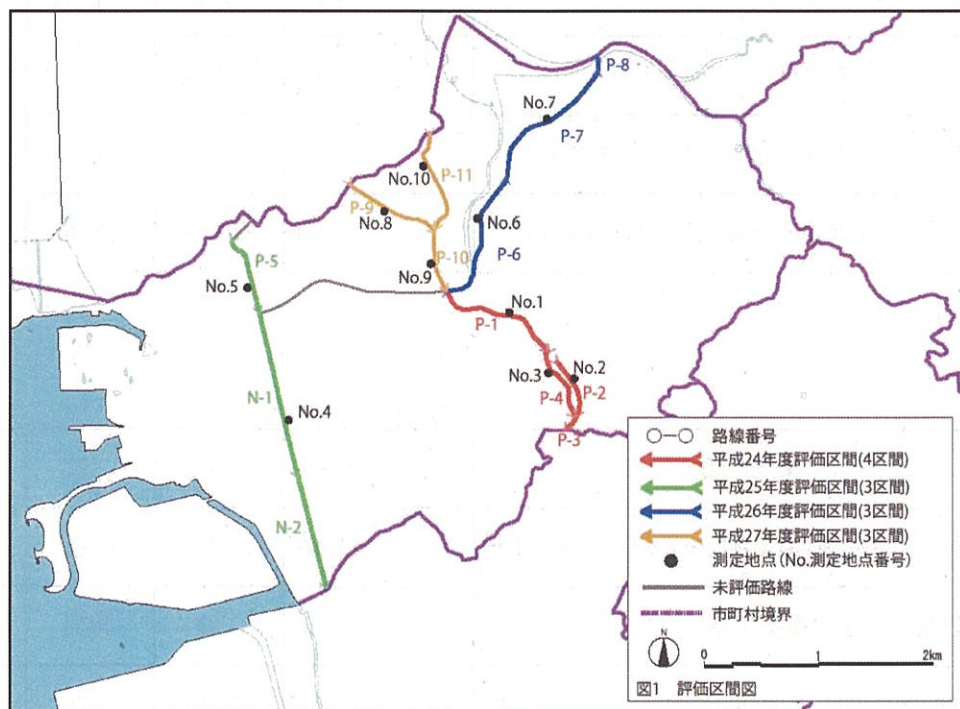 P-8
No.7
P-7
No.10
P-11
P-9
No.8
No.6
P-10
P-6
P-5
No.9
No.5
No.1
P-1
No.3
No.2
P-4
P-2
N-1
No.4
P-3
N-2
○-○ 路線番号
平成24年度評価区間(4区間)
平成25年度評価区間(3区間)
平成26年度評価区間(3区間)
平成27年度評価区間(3区間)
● 測定地点(No.測定地点番号)
未評価路線
市町村境界
N
0 1 2km
図1 評価区間図